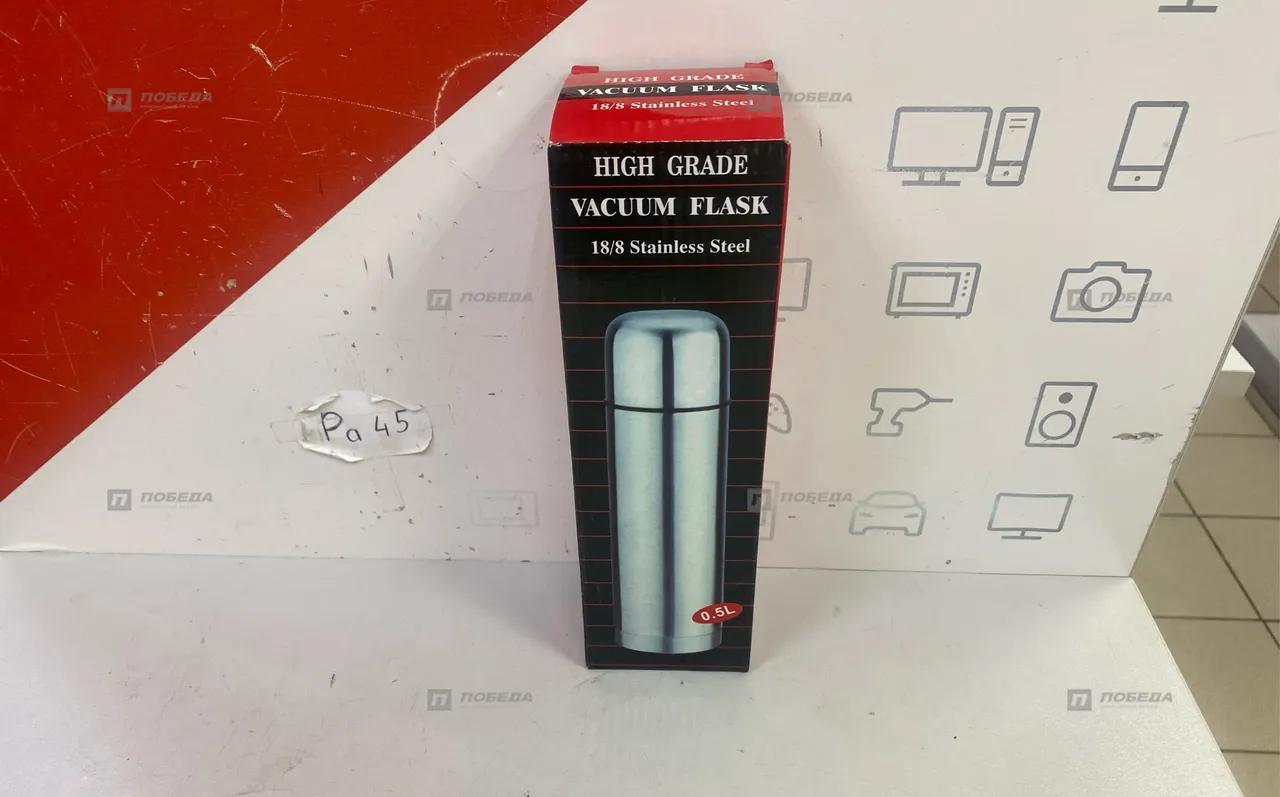 HIGH GRADE
VACUUM FLASK
18/8 Stainless Steel
HIGH GRADE
VACUUM FLASK
18/8 Stainless Steel
0.5L
Pa 45
ПОБЕДА
ПОБЕДА
ПОБЕДА
ПОБЕДА
ПОБЕДА
ПОБЕДА
ПОБЕДА
ПОБЕДА